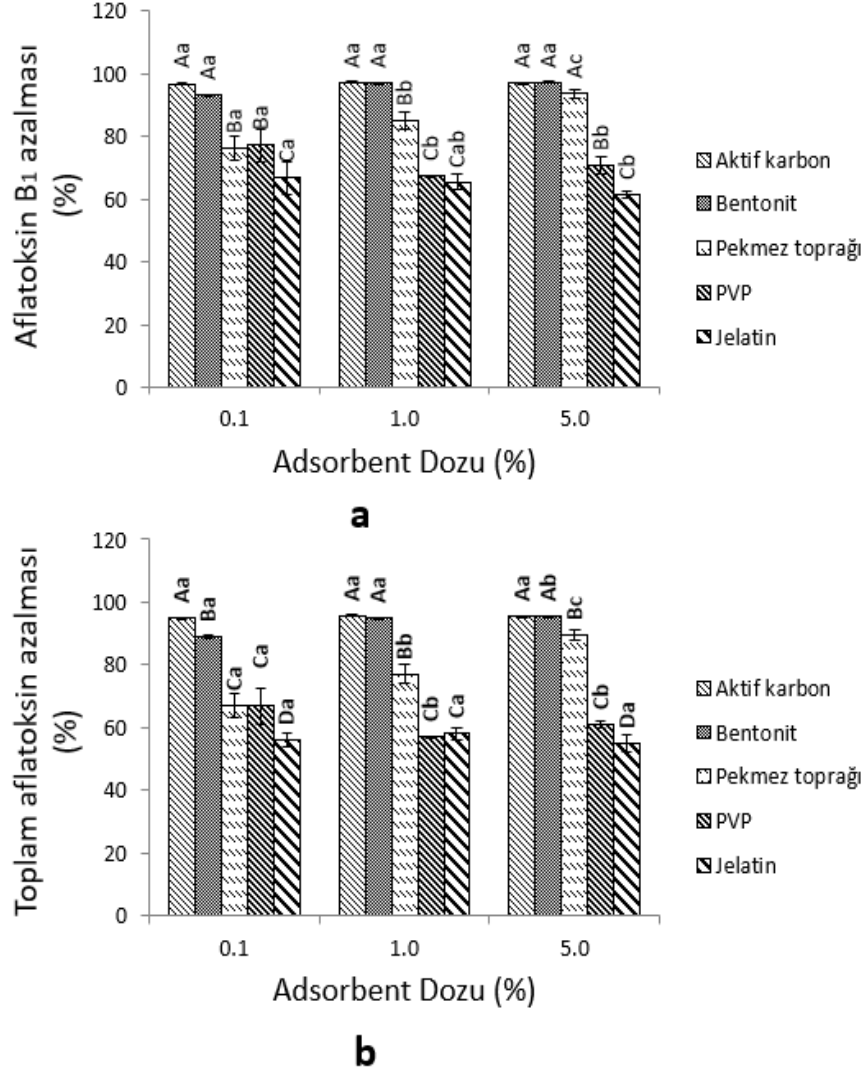 120
100
80
60
40
20
0
Aflatoksin B1 azalması
(%)
Aa Aa Ba Ba Ca
Aa Aa Bb Cb Cab
Aa Aa Ac Bb Cb
0.1 1.0 5.0
Adsorbent Dozu (%)
Aktif karbon
Bentonit
Pekmez toprağı
PVP
Jelatin
a
120
100
80
60
40
20
0
Toplam aflatoksin azalması
(%)
Aa Ba Ca Ca Da
Aa Aa Bb Cb Ca
Aa Ab Bc Cb Da
0.1 1.0 5.0
Adsorbent Dozu (%)
Aktif karbon
Bentonit
Pekmez toprağı
PVP
Jelatin
b